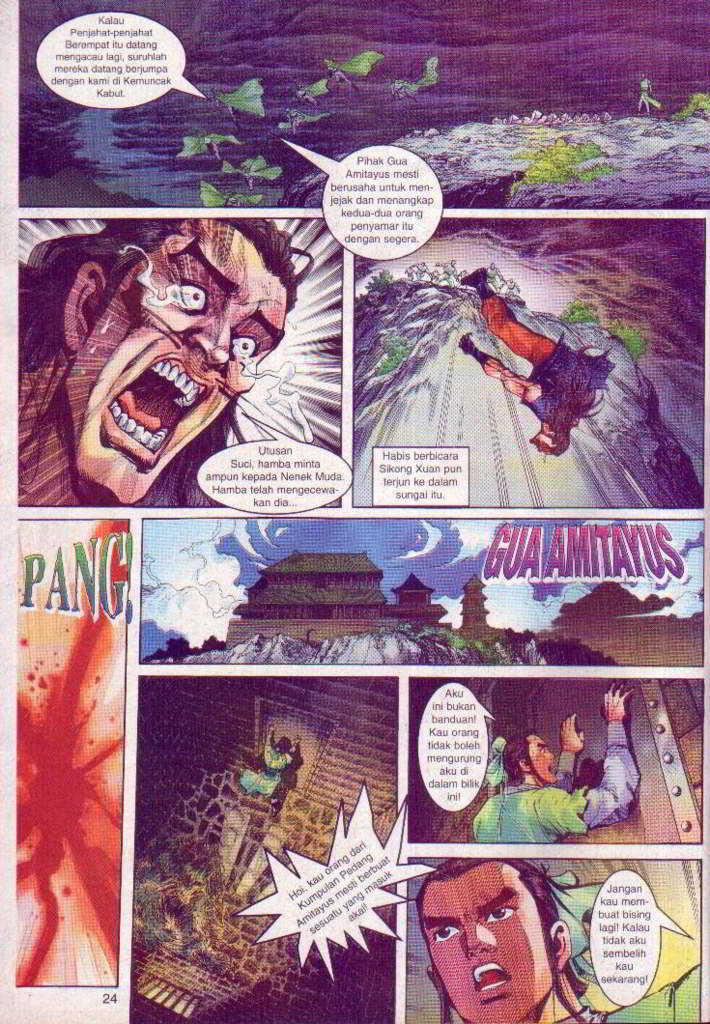 Kalau
Penjahat-penjahat
Berempat itu datang
mengacau lagi, suruhlah
mereka datang berjumpa
dengan kami di Kemuncak
Kabut.
Pihak Gua
Amitayus mesti
berusaha untuk men-
jejak dan menangkap
kedua-dua orang
penyamar itu
dengan segera.
Utusan
Suci, hamba minta
ampun kepada Nenek Muda.
Hamba telah mengecewa-
kan dia...
Habis berbicara
Sikong Xuan pun
terjun ke dalam
sungai itu.
PANG!
GUA AMITAYUS
Aku
ini bukan
banduan!
Kau orang
tidak boleh
mengurung
aku di
dalam bilik
ini!
Hoi, kau orang dari
Kumpulan Pedang
Amitayus mesti berbuat
sesuatu yang masuk
akal!
Jangan
kau mem-
buat bising
lagi! Kalau
tidak aku
sembelih
kau
sekarang!
24